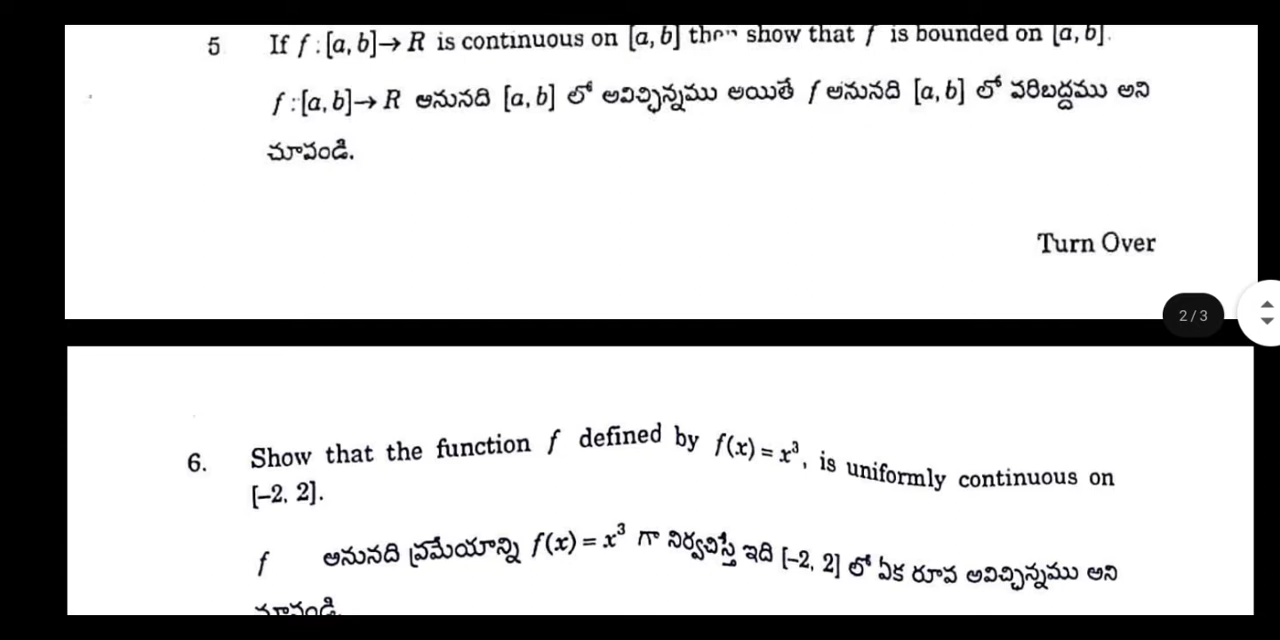 5 If f : [a, b] → R is continuous on [a, b] then show that f is bounded on [a, b].
f : [a, b] → R అనునది [a, b] లో అవిచ్ఛిన్నము అయితే f అనునది [a, b] లో పరిబద్ధము అని
చూపండి.
Turn Over
2 / 3
6. Show that the function f defined by f(x) = x³, is uniformly continuous on
[–2, 2].
f అనునది ప్రమేయాన్ని f(x) = x³ గా నిర్వచిస్తే ఇది [–2, 2] లో ఏక రూప అవిచ్ఛిన్నము అని
చూపండి.